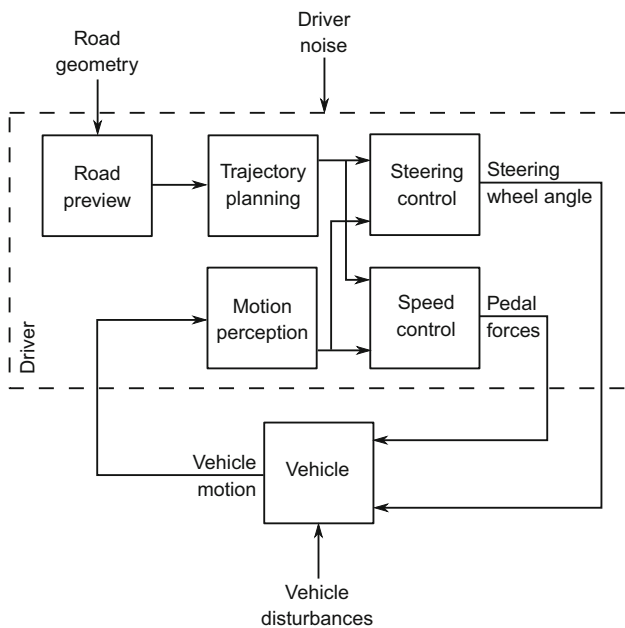 Driver
noise
Road
geometry
Road
preview
Trajectory
planning
Steering
control
Steering
wheel angle
Motion
perception
Speed
control
Pedal
forces
Driver
Vehicle
motion
Vehicle
Vehicle
disturbances